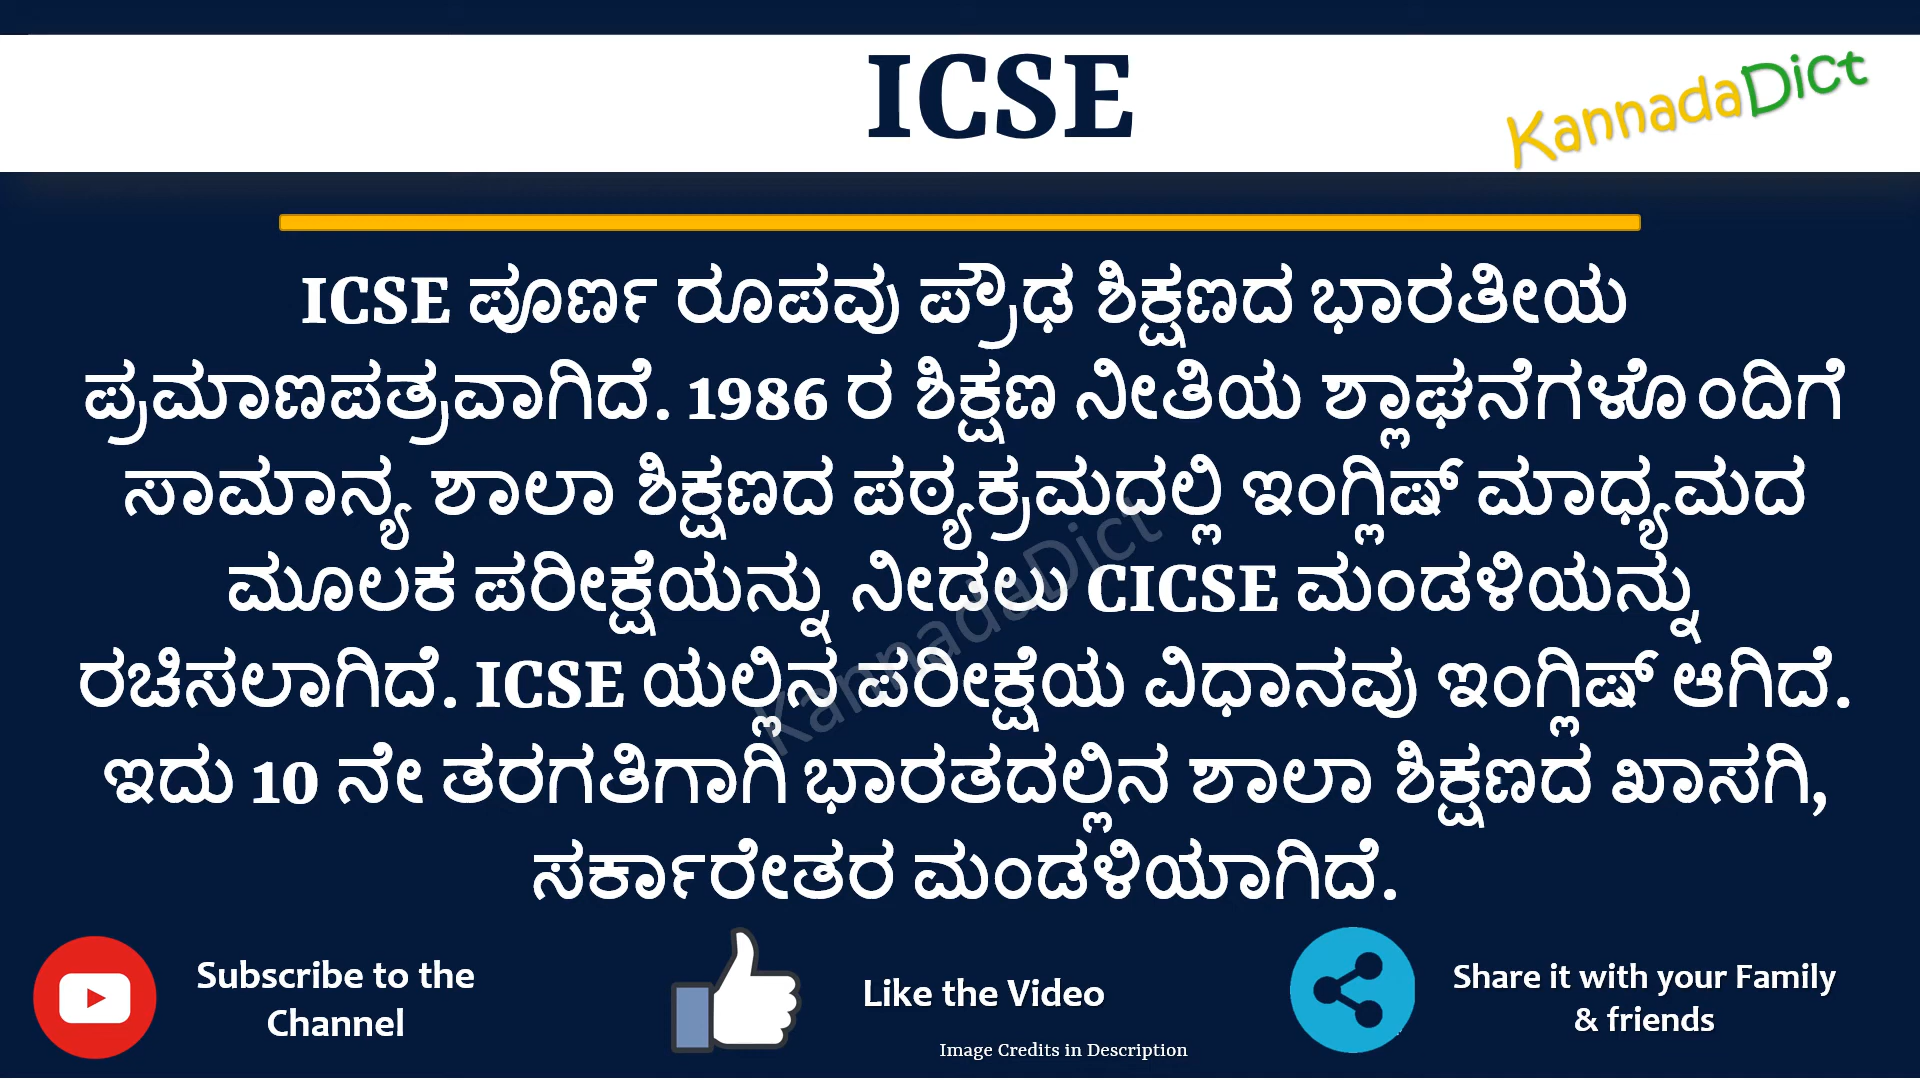 ICSE
KannadaDict
ICSE ಪೂರ್ಣ ರೂಪವು ಪ್ರೌಢ ಶಿಕ್ಷಣದ ಭಾರತೀಯ
ಪ್ರಮಾಣಪತ್ರವಾಗಿದೆ. 1986 ರ ಶಿಕ್ಷಣ ನೀತಿಯ ಶ್ಲಾಘನೆಗಳೊಂದಿಗೆ
ಸಾಮಾನ್ಯ ಶಾಲಾ ಶಿಕ್ಷಣದ ಪಠ್ಯಕ್ರಮದಲ್ಲಿ ಇಂಗ್ಲಿಷ್ ಮಾಧ್ಯಮದ
ಮೂಲಕ ಪರೀಕ್ಷೆಯನ್ನು ನೀಡಲು CICSE ಮಂಡಳಿಯನ್ನು
ರಚಿಸಲಾಗಿದೆ. ICSE ಯಲ್ಲಿನ ಪರೀಕ್ಷೆಯ ವಿಧಾನವು ಇಂಗ್ಲಿಷ್ ಆಗಿದೆ.
ಇದು 10 ನೇ ತರಗತಿಗಾಗಿ ಭಾರತದಲ್ಲಿನ ಶಾಲಾ ಶಿಕ್ಷಣದ ಖಾಸಗಿ,
ಸರ್ಕಾರೇತರ ಮಂಡಳಿಯಾಗಿದೆ.
KannadaDict
Subscribe to the
Channel
Like the Video
Share it with your Family
& friends
Image Credits in Description